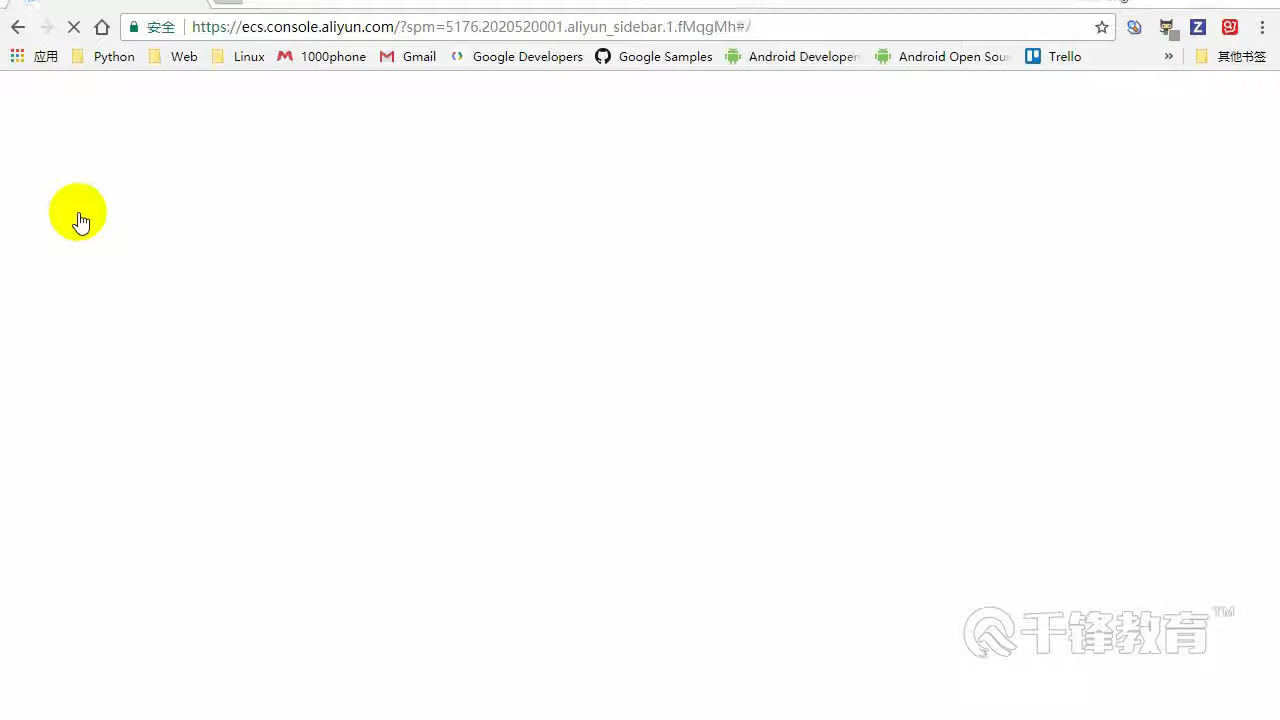 安全 https://ecs.console.aliyun.com/?spm=5176.2020520001.aliyun_sidebar.1.fMqgMh#/
应用 Python Web Linux 1000phone Gmail Google Developers Google Samples Android Developer Android Open Sou Trello » 其他书签
千锋教育™